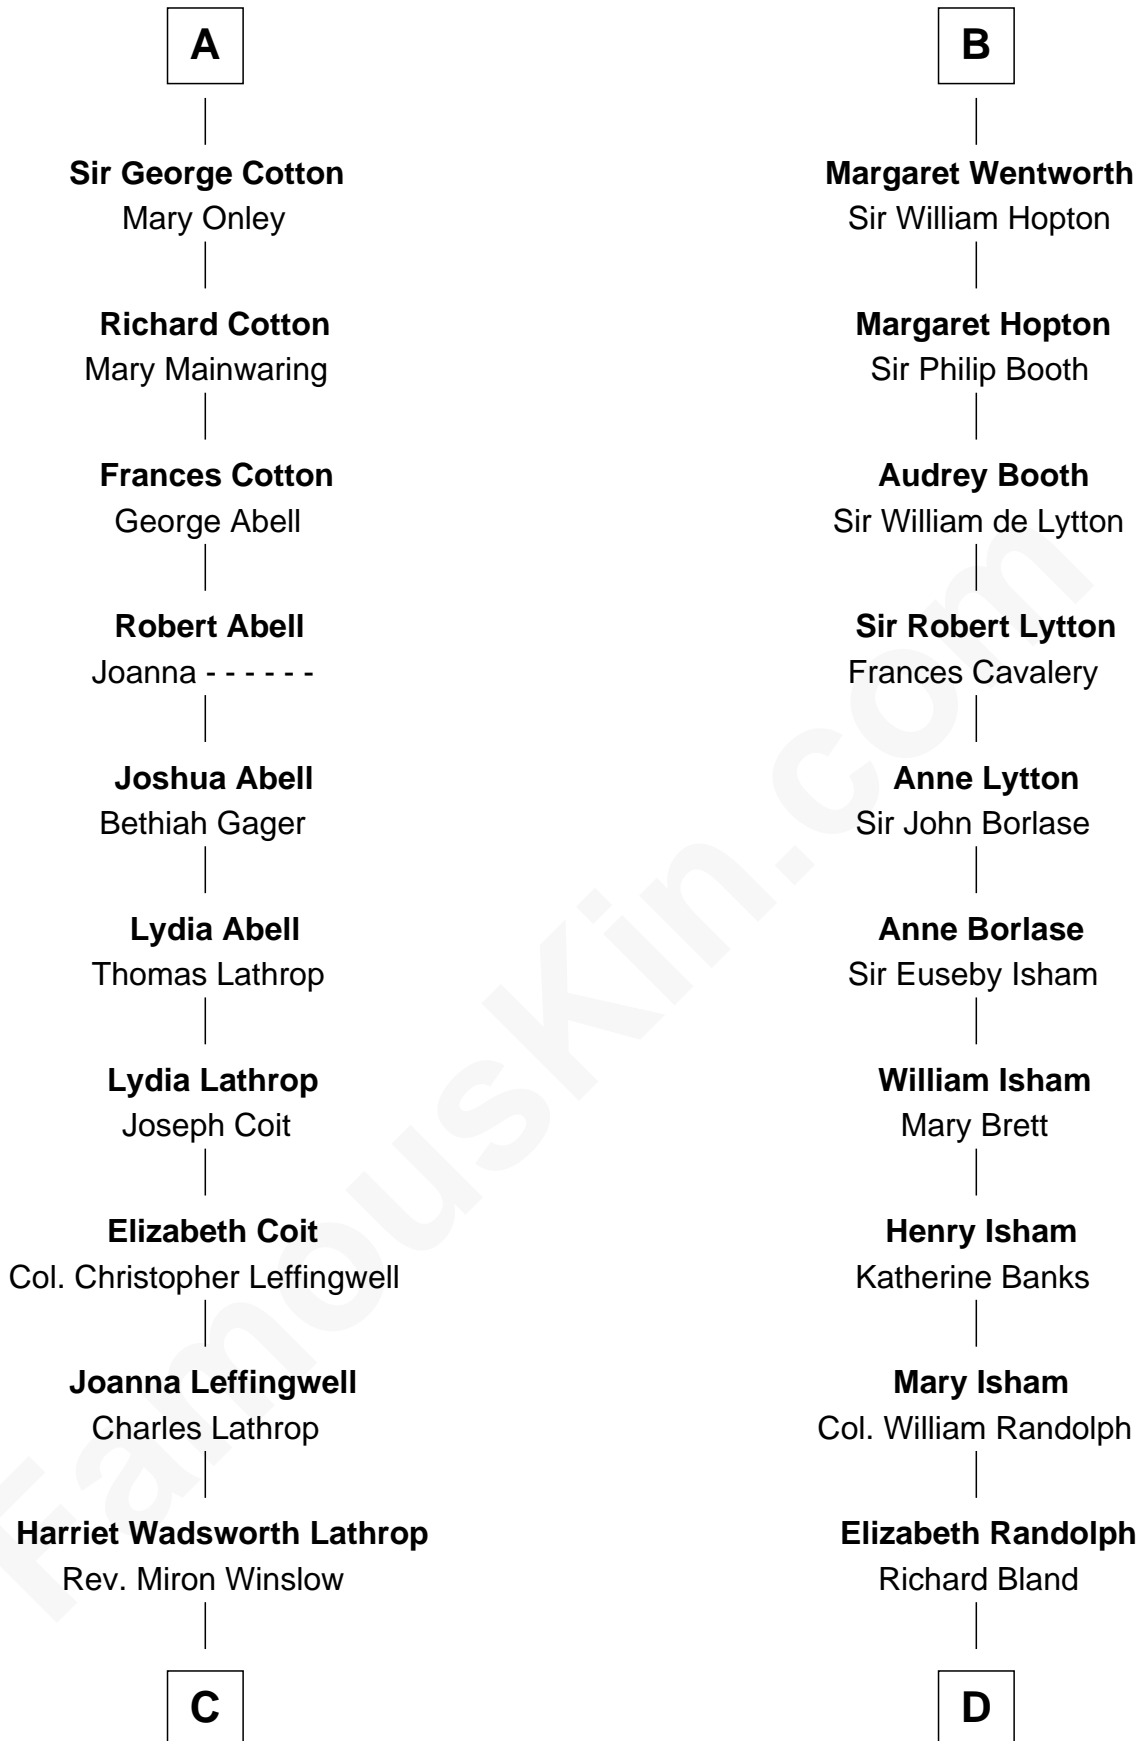 A
Sir George Cotton
Mary Onley
Richard Cotton
Mary Mainwaring
Frances Cotton
George Abell
Robert Abell
Joanna - - - - - -
Joshua Abell
Bethiah Gager
Lydia Abell
Thomas Lathrop
Lydia Lathrop
Joseph Coit
Elizabeth Coit
Col. Christopher Leffingwell
Joanna Leffingwell
Charles Lathrop
Harriet Wadsworth Lathrop
Rev. Miron Winslow
C
B
Margaret Wentworth
Sir William Hopton
Margaret Hopton
Sir Philip Booth
Audrey Booth
Sir William de Lytton
Sir Robert Lytton
Frances Cavalery
Anne Lytton
Sir John Borlase
Anne Borlase
Sir Euseby Isham
William Isham
Mary Brett
Henry Isham
Katherine Banks
Mary Isham
Col. William Randolph
Elizabeth Randolph
Richard Bland
D
FamousKin.com